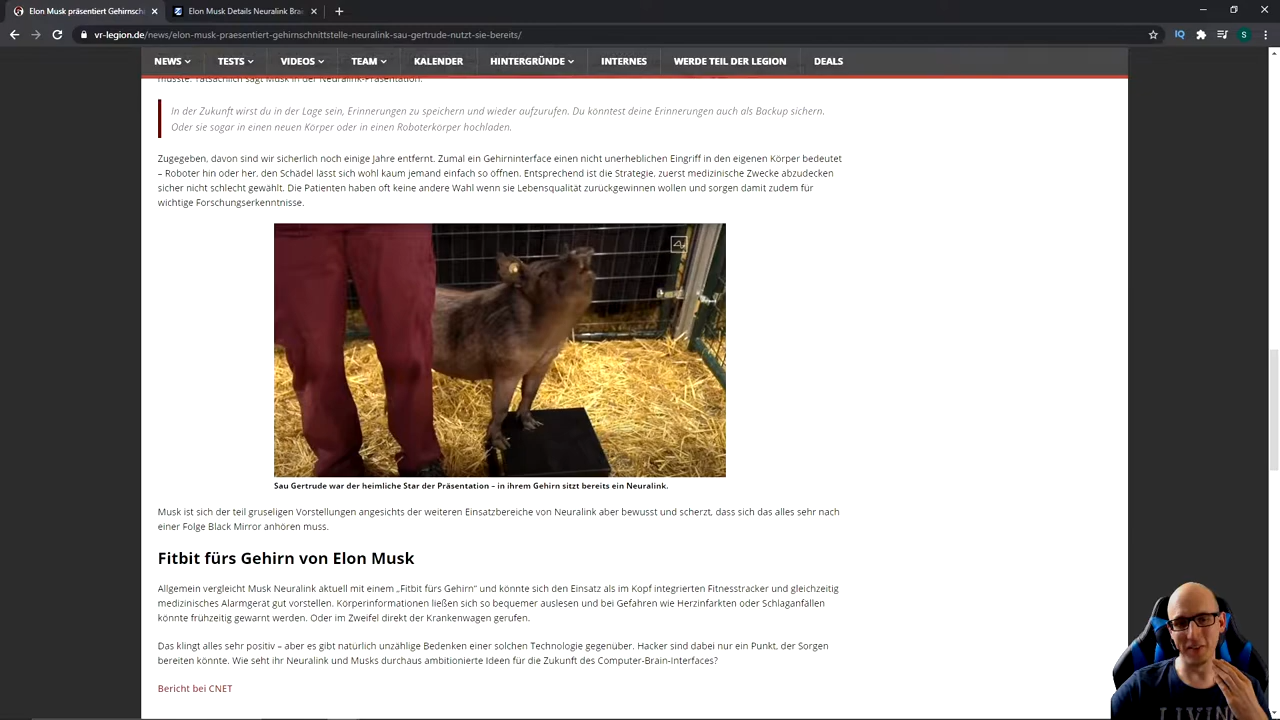 Elon Musk präsentiert Gehirnsch
Elon Musk Details Neuralink Brai
vr-legion.de/news/elon-musk-praesentiert-gehirnschnittstelle-neuralink-sau-gertrude-nutzt-sie-bereits/
IQ
S
NEWS
TESTS
VIDEOS
TEAM
KALENDER
HINTERGRÜNDE
INTERNES
WERDE TEIL DER LEGION
DEALS
musste. Tatsächlich sagt Musk in der Neuralink-Präsentation:
In der Zukunft wirst du in der Lage sein, Erinnerungen zu speichern und wieder aufzurufen. Du könntest deine Erinnerungen auch als Backup sichern.
Oder sie sogar in einen neuen Körper oder in einen Roboterkörper hochladen.
Zugegeben, davon sind wir sicherlich noch einige Jahre entfernt. Zumal ein Gehirninterface einen nicht unerheblichen Eingriff in den eigenen Körper bedeutet
– Roboter hin oder her, den Schädel lässt sich wohl kaum jemand einfach so öffnen. Entsprechend ist die Strategie, zuerst medizinische Zwecke abzudecken
sicher nicht schlecht gewählt. Die Patienten haben oft keine andere Wahl wenn sie Lebensqualität zurückgewinnen wollen und sorgen damit zudem für
wichtige Forschungserkenntnisse.
Sau Gertrude war der heimliche Star der Präsentation – in ihrem Gehirn sitzt bereits ein Neuralink.
Musk ist sich der teil gruseligen Vorstellungen angesichts der weiteren Einsatzbereiche von Neuralink aber bewusst und scherzt, dass sich das alles sehr nach
einer Folge Black Mirror anhören muss.
Fitbit fürs Gehirn von Elon Musk
Allgemein vergleicht Musk Neuralink aktuell mit einem „Fitbit fürs Gehirn“ und könnte sich den Einsatz als im Kopf integrierten Fitnesstracker und gleichzeitig
medizinisches Alarmgerät gut vorstellen. Körperinformationen ließen sich so bequemer auslesen und bei Gefahren wie Herzinfarkten oder Schlaganfällen
könnte frühzeitig gewarnt werden. Oder im Zweifel direkt der Krankenwagen gerufen.
Das klingt alles sehr positiv – aber es gibt natürlich unzählige Bedenken einer solchen Technologie gegenüber. Hacker sind dabei nur ein Punkt, der Sorgen
bereiten könnte. Wie seht ihr Neuralink und Musks durchaus ambitionierte Ideen für die Zukunft des Computer-Brain-Interfaces?
Bericht bei CNET
LIVING